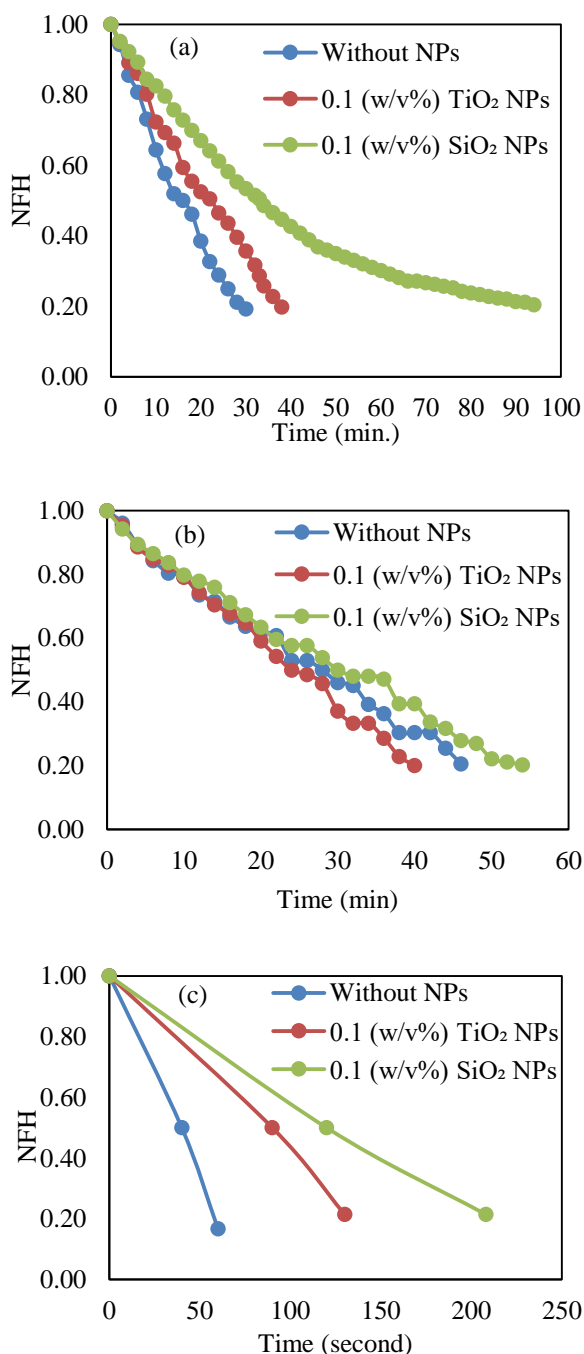 (a)
Without NPs
0.1 (w/v%) TiO₂ NPs
0.1 (w/v%) SiO₂ NPs
NFH
1.00
0.80
0.60
0.40
0.20
0.00
0 10 20 30 40 50 60 70 80 90 100
Time (min.)
(b)
Without NPs
0.1 (w/v%) TiO₂ NPs
0.1 (w/v%) SiO₂ NPs
NFH
1.00
0.80
0.60
0.40
0.20
0.00
0 10 20 30 40 50 60
Time (min)
(c)
Without NPs
0.1 (w/v%) TiO₂ NPs
0.1 (w/v%) SiO₂ NPs
NFH
1.00
0.80
0.60
0.40
0.20
0.00
0 50 100 150 200 250
Time (second)